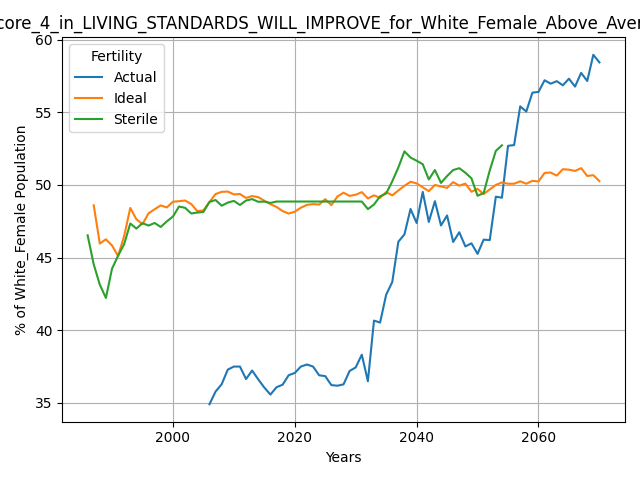 core_4_in_LIVING_STANDARDS_WILL_IMPROVE_for_White_Female_Above_Aver
Fertility
Actual
Ideal
Sterile
60
55
50
45
40
35
% of White_Female Population
2000
2020
2040
2060
Years